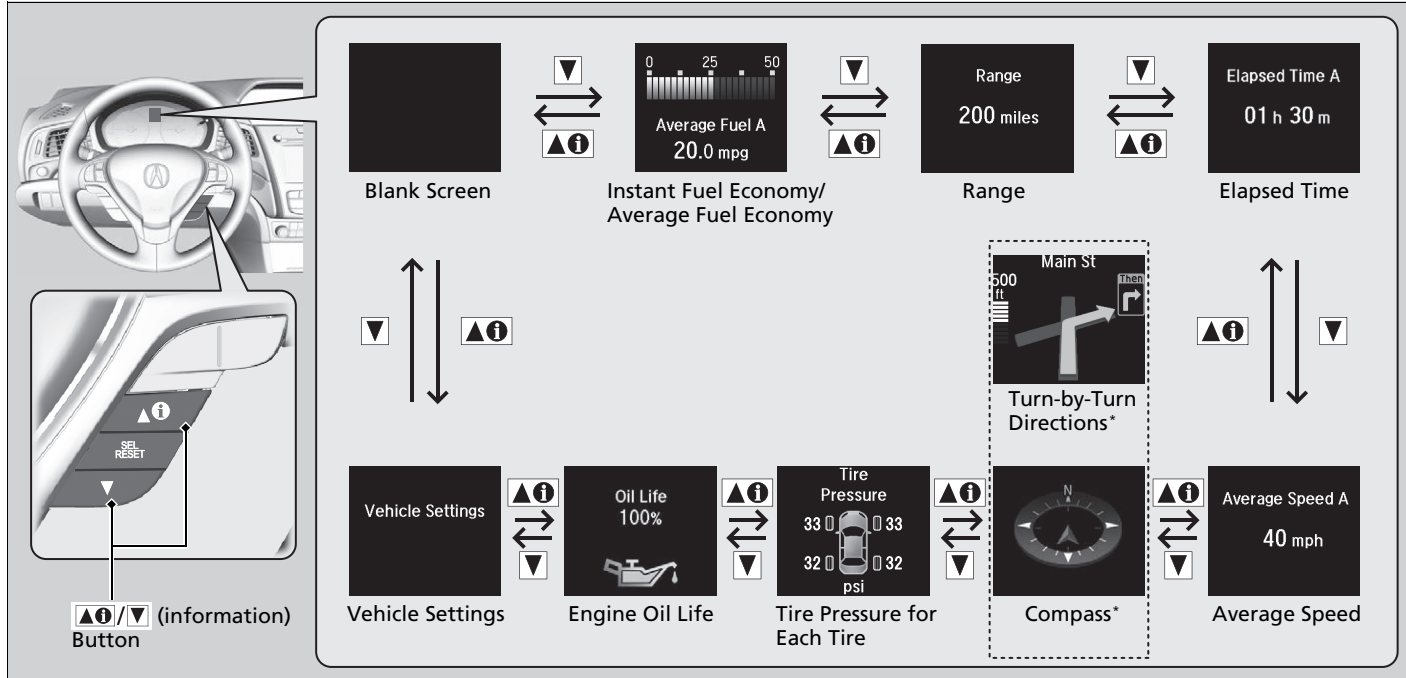 0 25 50
Average Fuel A
20.0 mpg
Range
200 miles
Elapsed Time A
01 h 30 m
▼
▼
▼
▲i
▲i
▲i
Blank Screen
Instant Fuel Economy/
Average Fuel Economy
Range
Elapsed Time
Main St
500
ft
Then
▼
▲i
▲i
▼
Turn-by-Turn
Directions*
▲i
SEL
RESET
▼
Vehicle Settings
Oil Life
100%
Tire
Pressure
33 33
32 32
psi
N
Average Speed A
40 mph
▲i
▲i
▲i
▲i
▼
▼
▼
▼
Vehicle Settings
Engine Oil Life
Tire Pressure for
Each Tire
Compass*
Average Speed
▲i/▼ (information)
Button